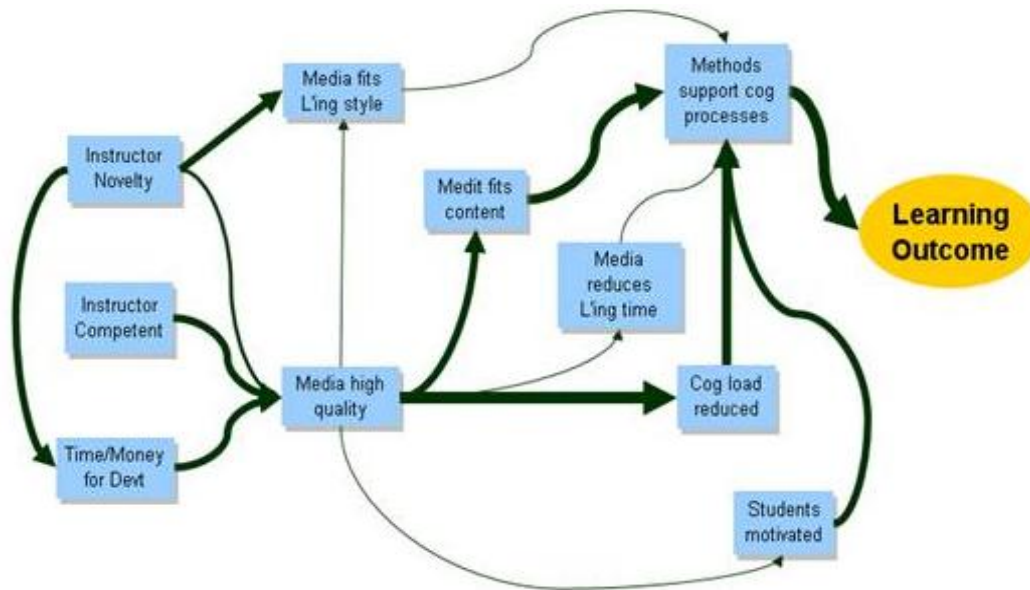 Media fits
L'ing style
Methods
support cog
processes
Instructor
Novelty
Medit fits
content
Learning
Outcome
Media
reduces
L'ing time
Instructor
Competent
Media high
quality
Cog load
reduced
Time/Money
for Devt
Students
motivated